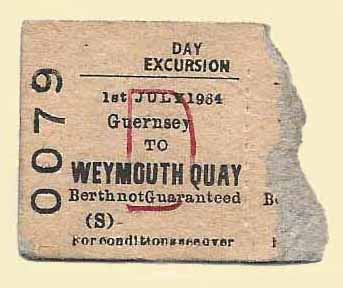 DAY
EXCURSION
1st JULY 1964
Guernsey
TO
WEYMOUTH QUAY
Berth not Guaranteed
(S)-
For conditions see over
0079
D